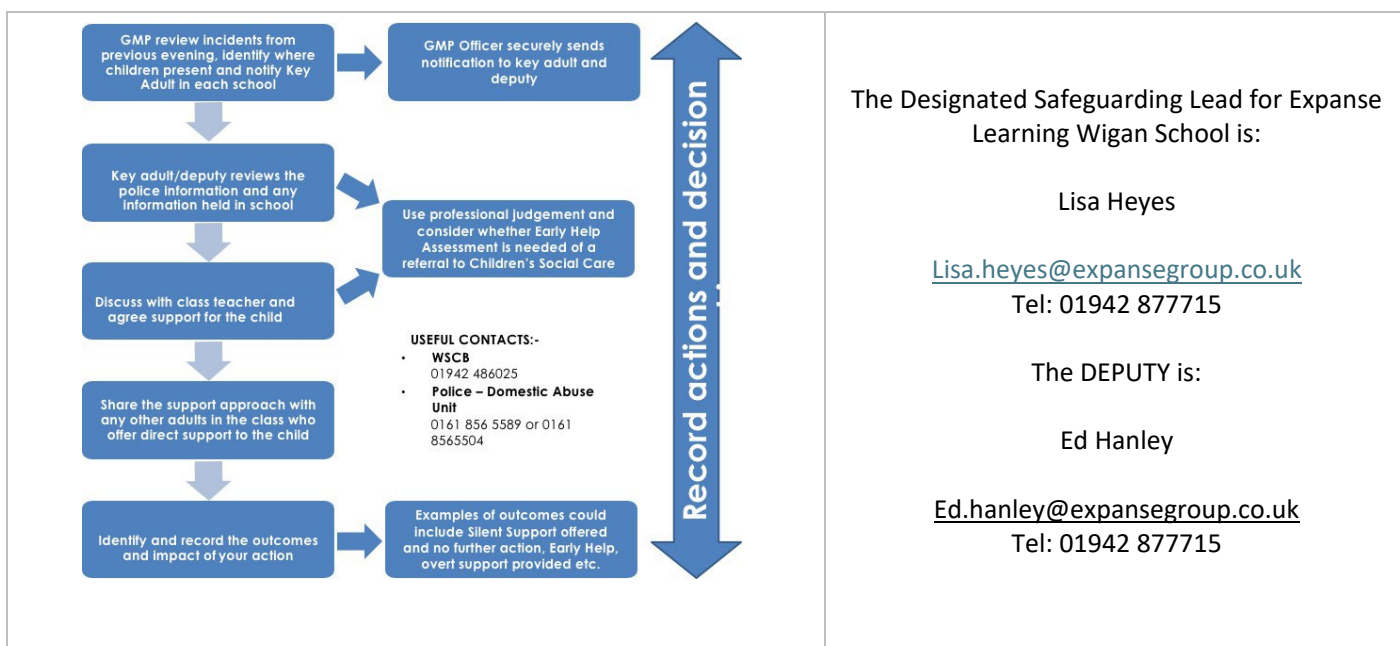 GMP review incidents from
previous evening, identify where
children present and notify Key
Adult in each school
GMP Officer securely sends
notification to key adult and
deputy
Key adult/deputy reviews the
police information and any
information held in school
Use professional judgement and
consider whether Early Help
Assessment is needed of a
referral to Children's Social Care
Discuss with class teacher and
agree support for the child
USEFUL CONTACTS:-
• WSCB
01942 486025
• Police – Domestic Abuse
Unit
0161 856 5589 or 0161
8565504
Share the support approach with
any other adults in the class who
offer direct support to the child
Identify and record the outcomes
and impact of your action
Examples of outcomes could
include Silent Support offered
and no further action, Early Help,
overt support provided etc.
Record actions and decision
The Designated Safeguarding Lead for Expanse
Learning Wigan School is:
Lisa Heyes
Lisa.heyes@expansegroup.co.uk
Tel: 01942 877715
The DEPUTY is:
Ed Hanley
Ed.hanley@expansegroup.co.uk
Tel: 01942 877715